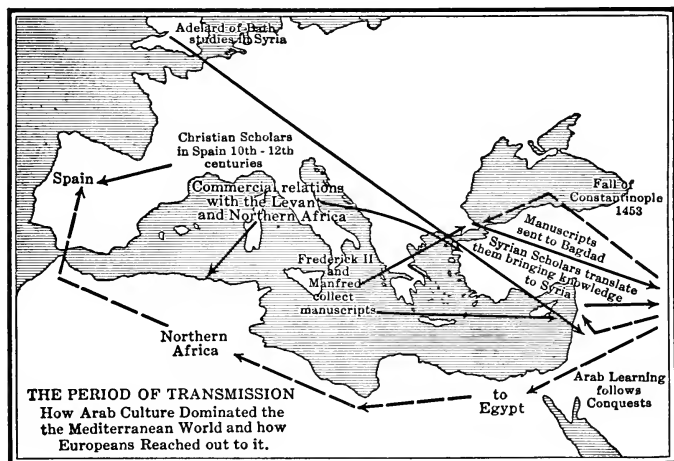 Adelard of Bath
studies in Syria
Christian Scholars
in Spain 10th - 12th
centuries
Spain
Commercial relations
with the Levant
and Northern Africa
Fall of
Constantinople
1453
Manuscripts
sent to Bagdad
Syrian Scholars translate
them bringing knowledge
to Syria
Frederick II
and
Manfred
collect
manuscripts
Northern
Africa
to
Egypt
Arab Learning
follows
Conquests
THE PERIOD OF TRANSMISSION
How Arab Culture Dominated the
the Mediterranean World and how
Europeans Reached out to it.